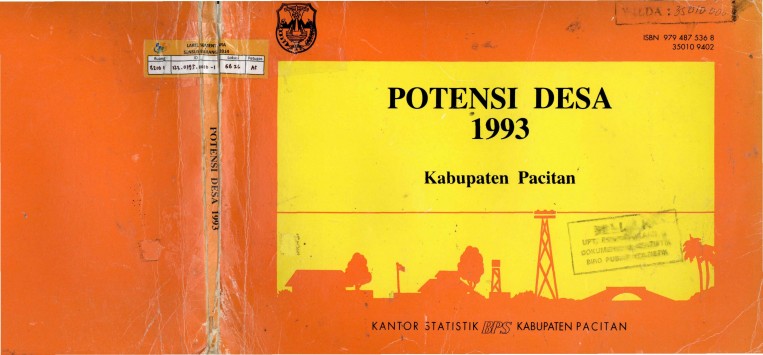 ISBN 979 487 536 8
35010 9402
POTENSI DESA
1993
Kabupaten Pacitan
KANTOR STATISTIK BPS KABUPATEN PACITAN
POTENSI DESA 1993